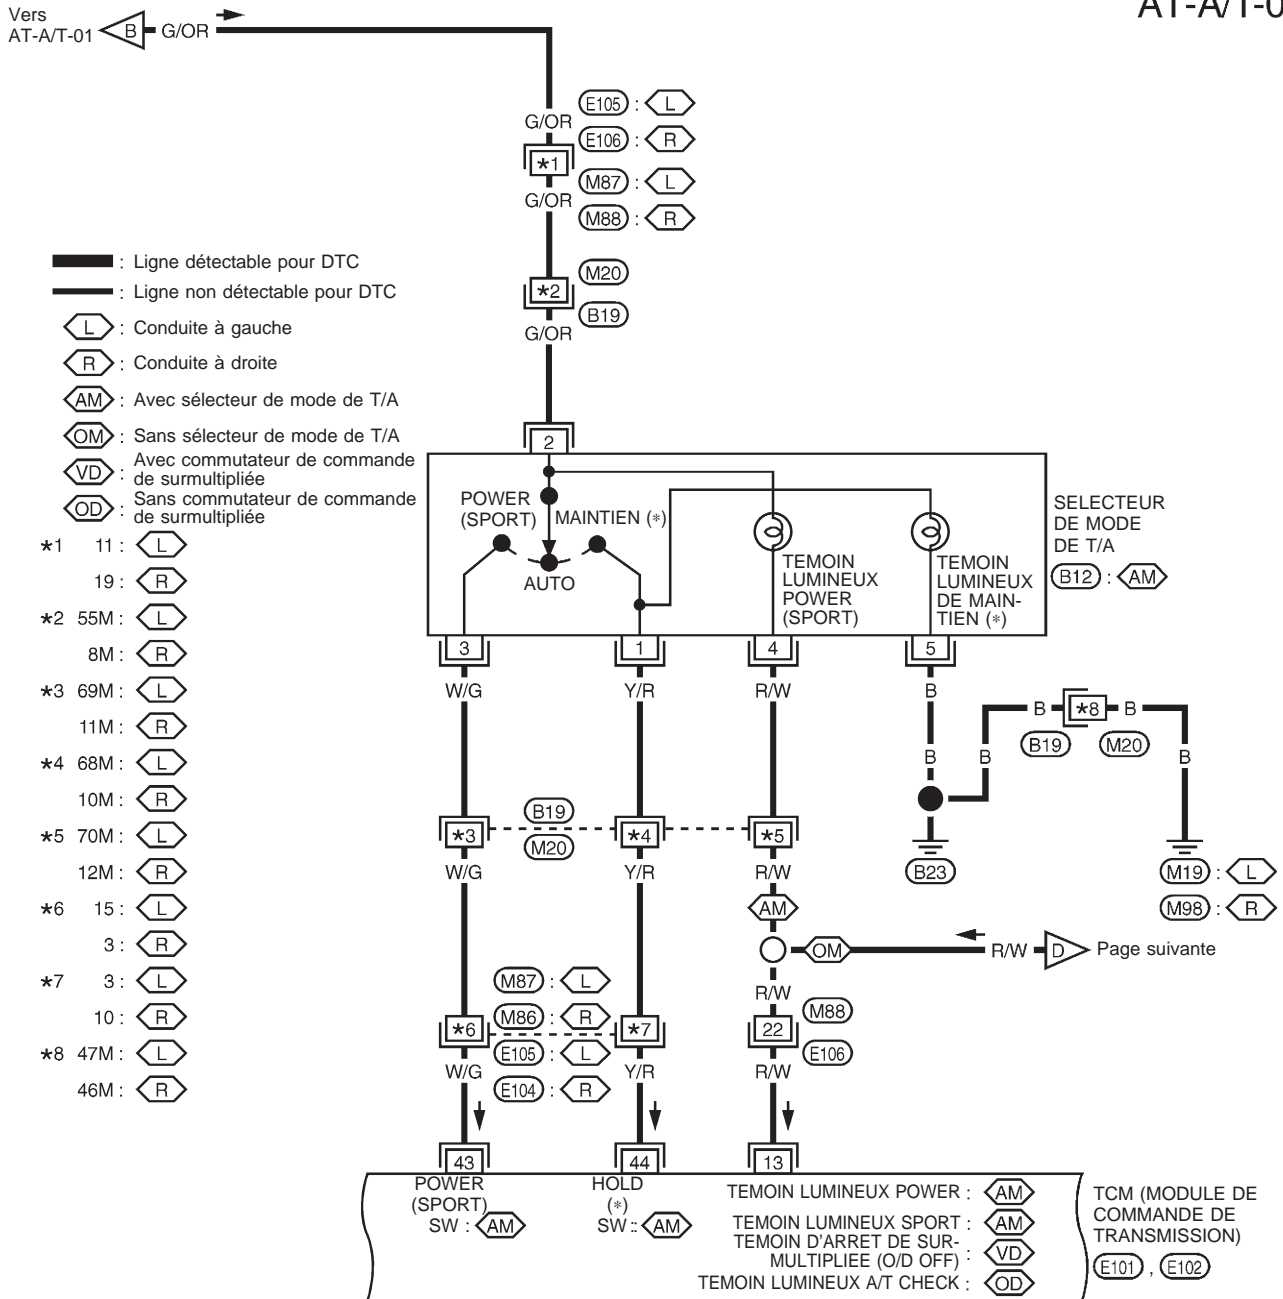 AT-A/T-0
Vers
AT-A/T-01 B G/OR
E105 : L
G/OR
E106 : R
*1
M87 : L
G/OR
M88 : R
M20
*2
B19
G/OR
: Ligne détectable pour DTC
: Ligne non détectable pour DTC
L : Conduite à gauche
R : Conduite à droite
AM : Avec sélecteur de mode de T/A
OM : Sans sélecteur de mode de T/A
VD : Avec commutateur de commande
de surmultipliée
OD : Sans commutateur de commande
de surmultipliée
*1 11 : L
19 : R
*2 55M : L
8M : R
*3 69M : L
11M : R
*4 68M : L
10M : R
*5 70M : L
12M : R
*6 15 : L
3 : R
*7 3 : L
10 : R
*8 47M : L
46M : R
2
POWER
(SPORT)
MAINTIEN (*)
AUTO
TEMOIN
LUMINEUX
POWER
(SPORT)
TEMOIN
LUMINEUX
DE MAIN-
TIEN (*)
SELECTEUR
DE MODE
DE T/A
B12 : AM
3 1 4 5
W/G Y/R R/W B
B *8 B
B19 M20
B B B
B19
*3 *4 *5
M20
W/G Y/R R/W
B23
M19 : L
M98 : R
AM
OM R/W D Page suivante
R/W
M87 : L
M86 : R
M88
*6 *7 22
E105 : L
E106
W/G Y/R R/W
E104 : R
43 44 13
POWER
(SPORT)
SW : AM
HOLD
(*)
SW :: AM
TEMOIN LUMINEUX POWER : AM
TEMOIN LUMINEUX SPORT : AM
TEMOIN D'ARRET DE SUR-
MULTIPLIEE (O/D OFF) : VD
TEMOIN LUMINEUX A/T CHECK : OD
TCM (MODULE DE
COMMANDE DE
TRANSMISSION)
E101 , E102